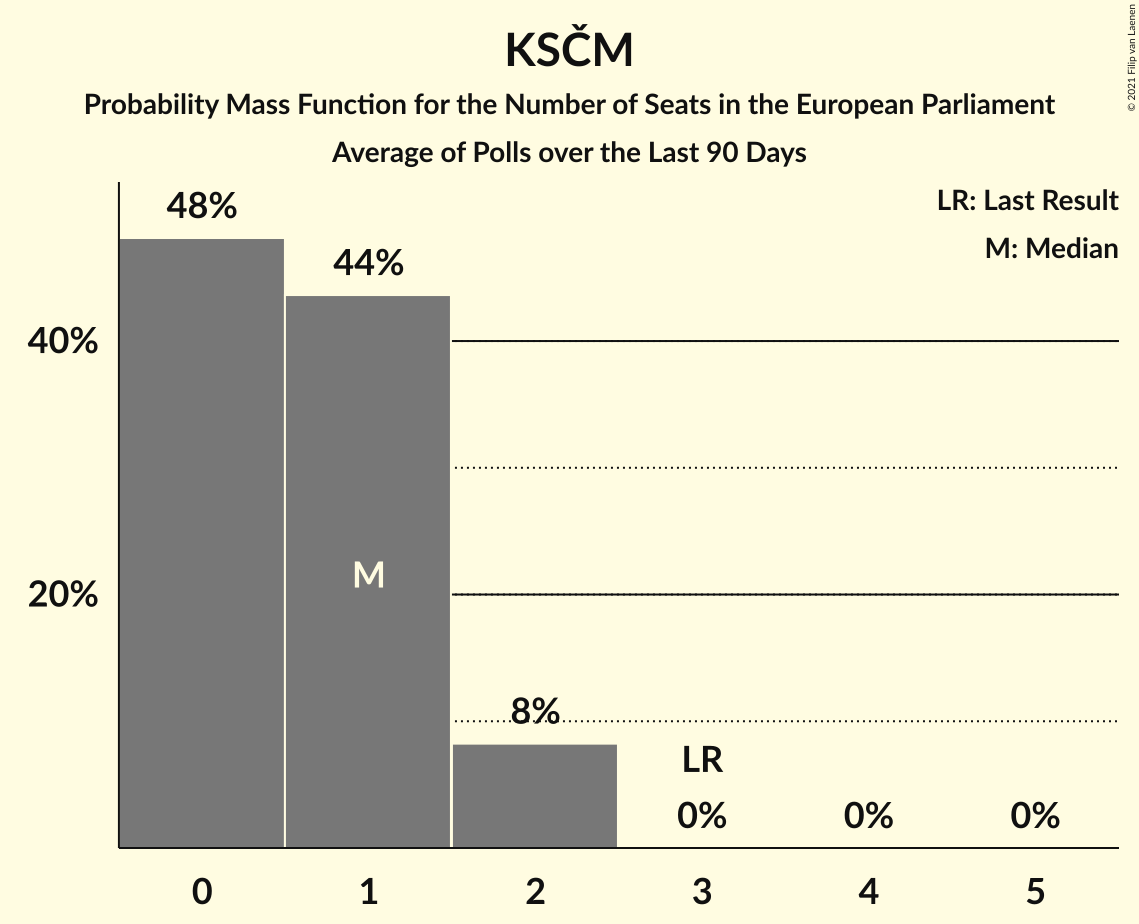 KSČM
Probability Mass Function for the Number of Seats in the European Parliament
Average of Polls over the Last 90 Days
© 2021 Filip van Laenen
LR: Last Result
M: Median
48%
44%
40%
M
20%
8%
LR
0%
0%
0%
0
1
2
3
4
5